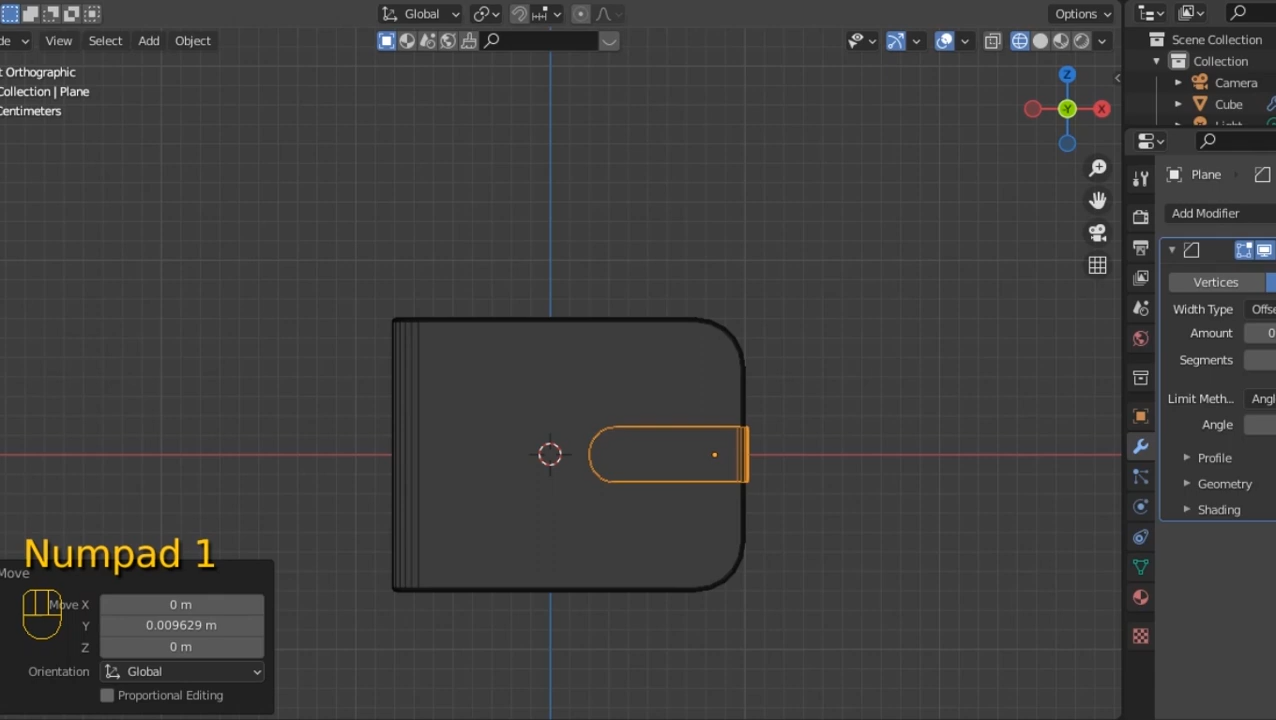 Global
Options
de View Select Add Object
t Orthographic
Collection | Plane
Centimeters
Z
Y X
Numpad 1
Move
Move X 0 m
Y 0.009629 m
Z 0 m
Orientation Global
Proportional Editing
Scene Collection
Collection
Camera
Cube
Light
Plane
Add Modifier
Vertices
Width Type Offse
Amount 0
Segments
Limit Meth... Angl
Angle
Profile
Geometry
Shading